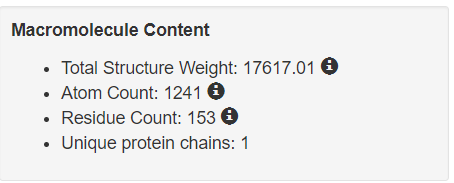 Macromolecule Content
Total Structure Weight: 17617.01
Atom Count: 1241
Residue Count: 153
Unique protein chains: 1